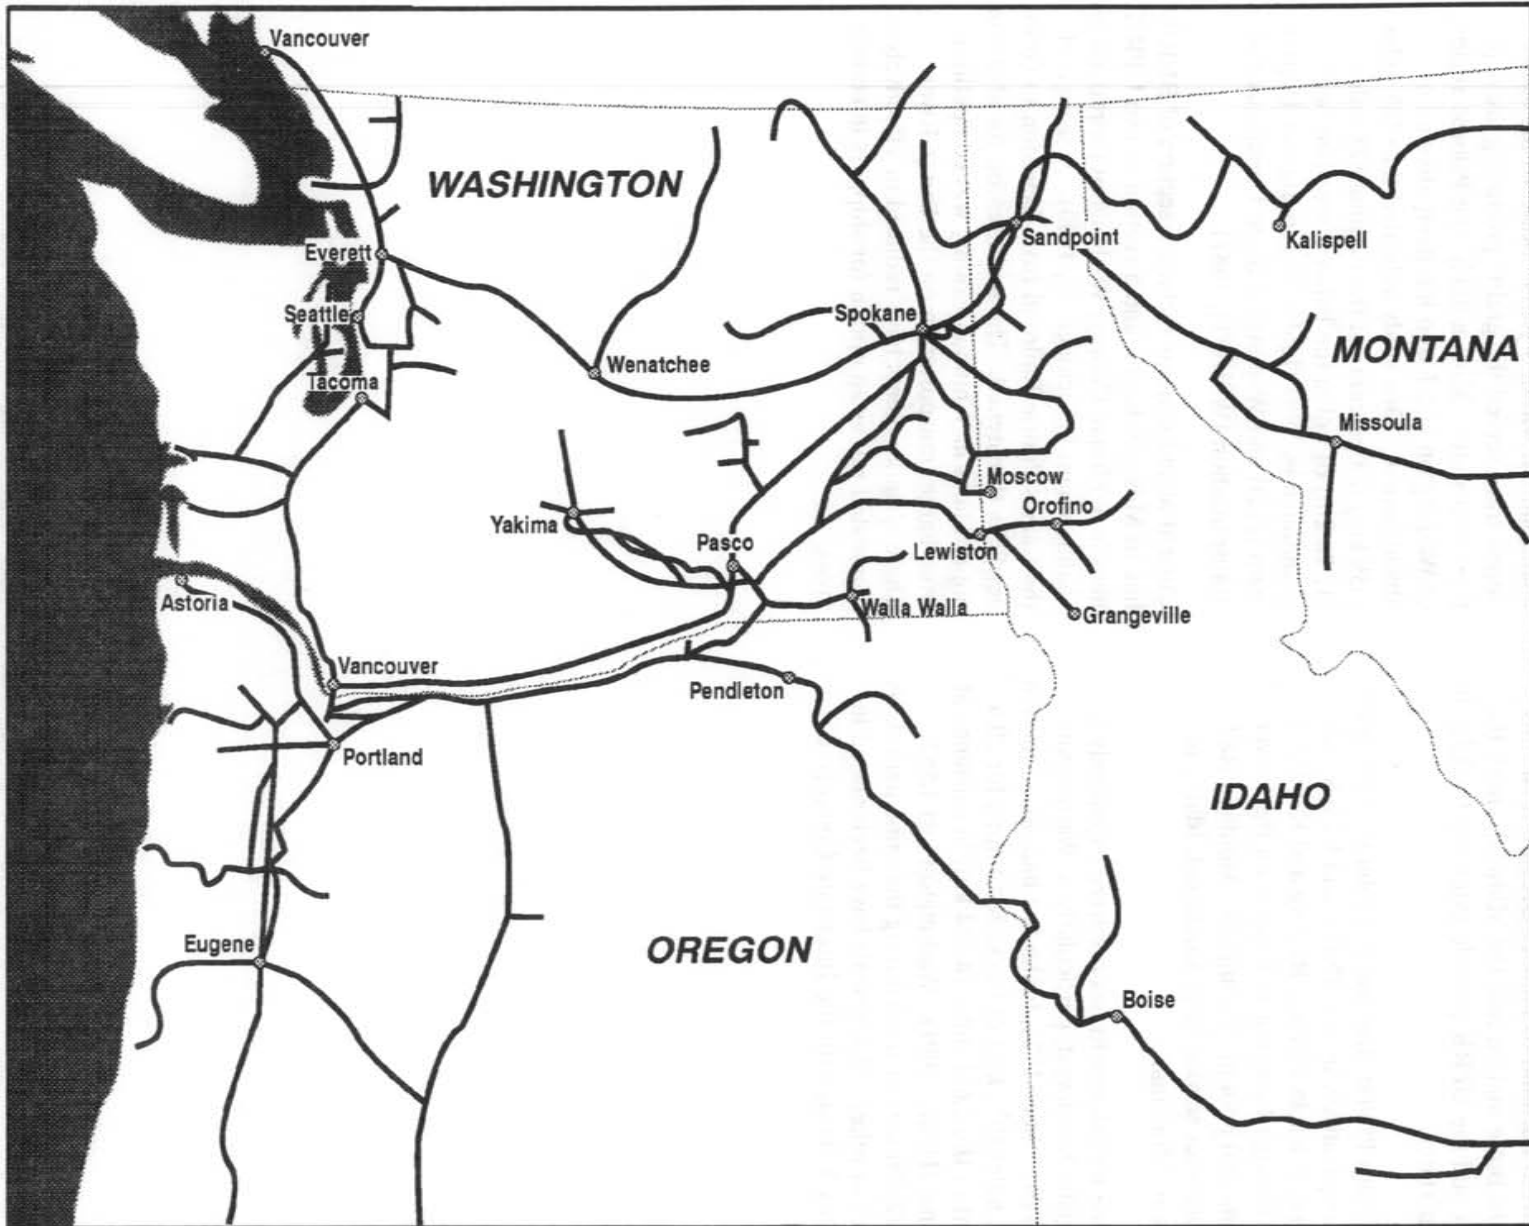 Vancouver
WASHINGTON
Everett
Sandpoint
Kalispell
Seattle
Spokane
MONTANA
Wenatchee
Tacoma
Missoula
Moscow
Orofino
Yakima
Pasco
Lewiston
Astoria
Walla Walla
Grangeville
Vancouver
Pendleton
Portland
IDAHO
Eugene
OREGON
Boise